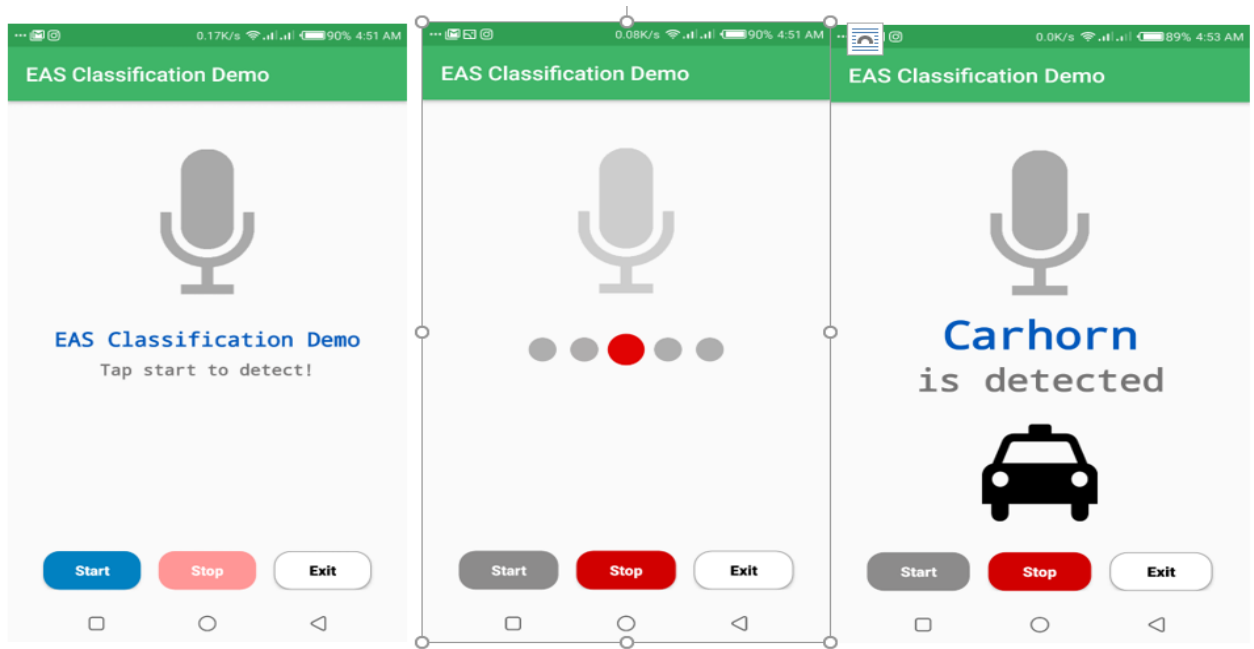 0.17K/s 90% 4:51 AM
EAS Classification Demo
EAS Classification Demo
Tap start to detect!
Start Stop Exit
0.08K/s 90% 4:51 AM
EAS Classification Demo
Start Stop Exit
0.0K/s 89% 4:53 AM
EAS Classification Demo
Carhorn
is detected
Start Stop Exit